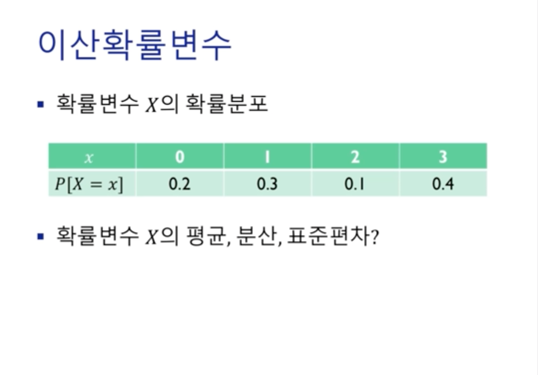 이산확률변수
▪ 확률변수 X의 확률분포
x 0 1 2 3
P[X = x] 0.2 0.3 0.1 0.4
▪ 확률변수 X의 평균, 분산, 표준편차?